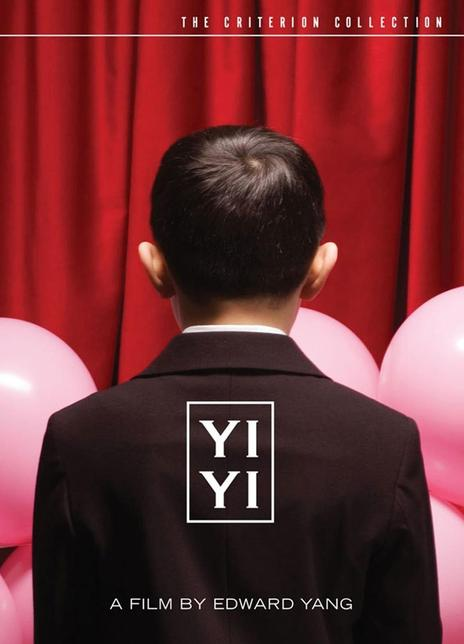 THE CRITERION COLLECTION
YI
YI
A FILM BY EDWARD YANG